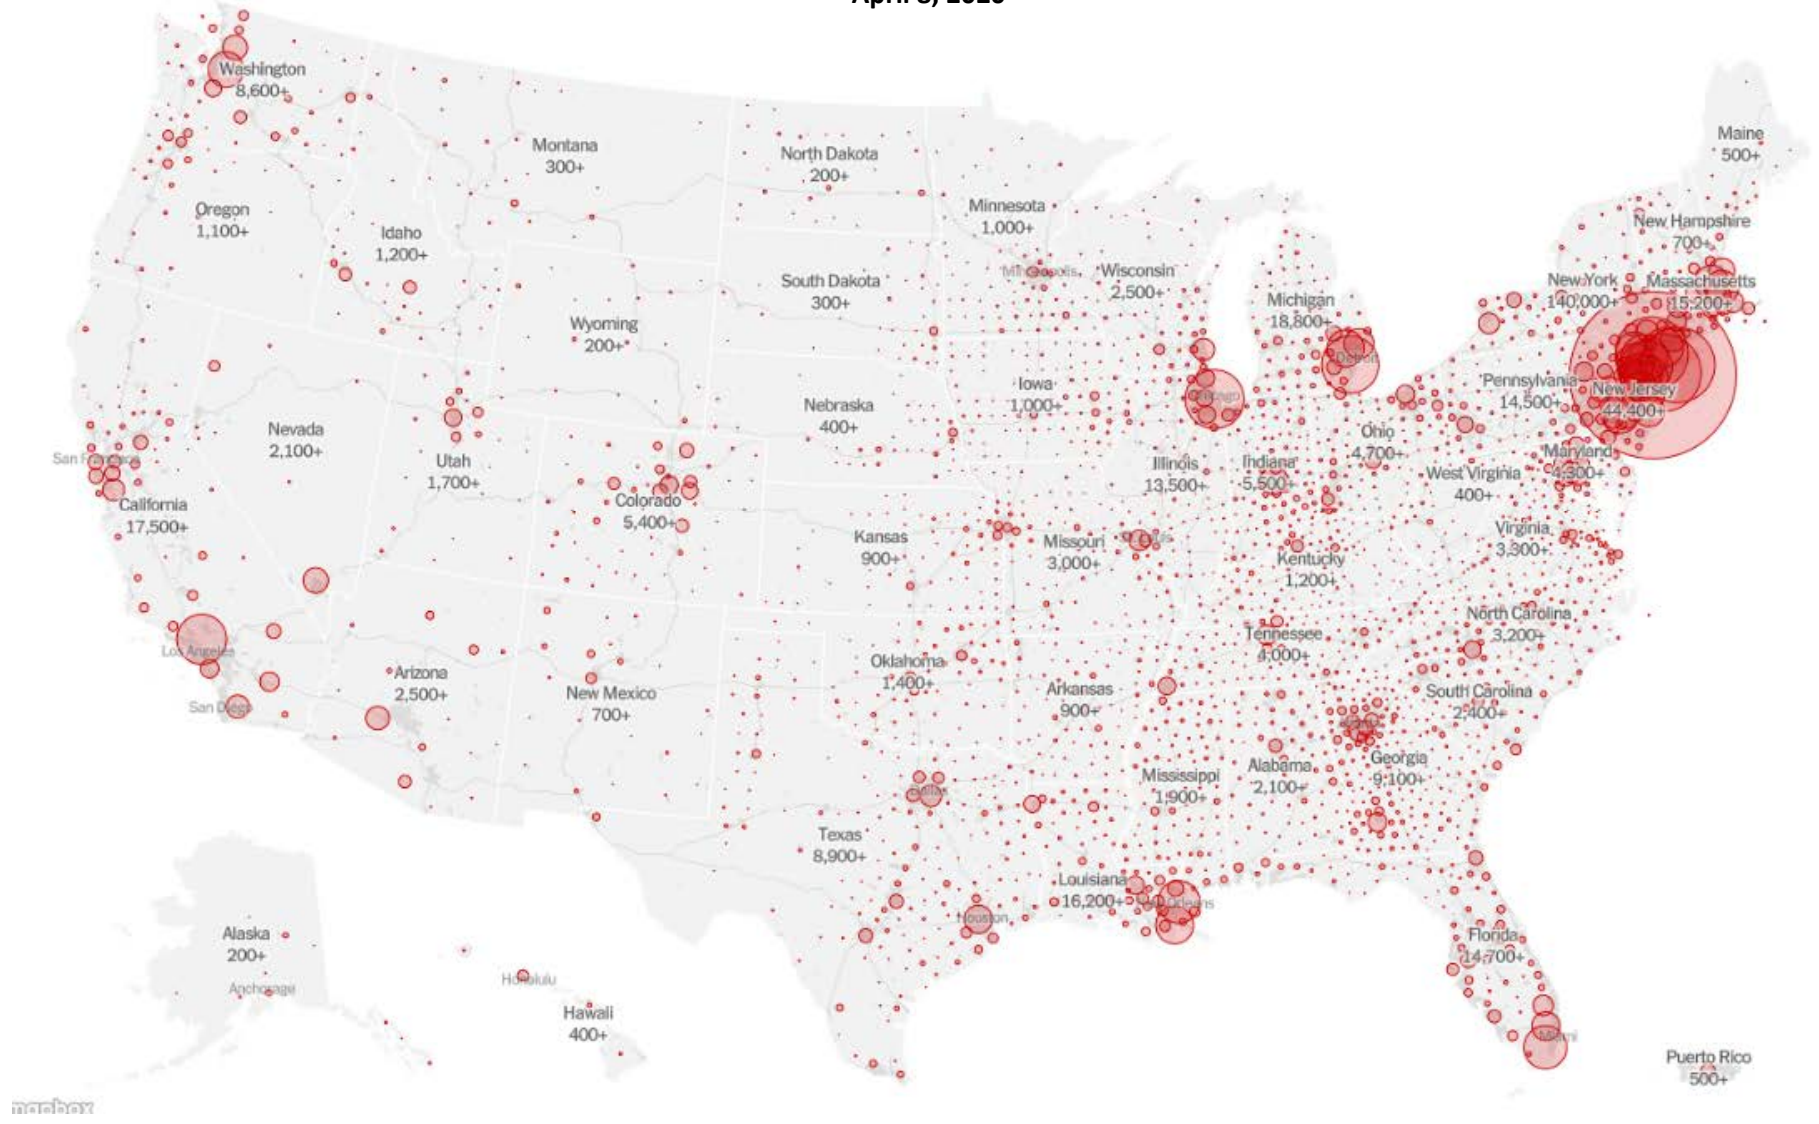 Washington
8,600+
Montana
300+
North Dakota
200+
Minnesota
1,000+
Maine
500+
Oregon
1,100+
Idaho
1,200+
Wyoming
200+
South Dakota
300+
Minneapolis
Wisconsin
2,500+
Michigan
18,800+
Detroit
New Hampshire
700+
New York
140,000+
Massachusetts
15,200+
Nevada
2,100+
Utah
1,700+
Colorado
5,400+
Nebraska
400+
Iowa
1,000+
Chicago
Illinois
13,500+
Indiana
5,500+
Ohio
4,700+
Pennsylvania
14,500+
New Jersey
44,400+
Maryland
4,300+
West Virginia
400+
Virginia
3,300+
San Francisco
California
17,500+
Los Angeles
San Diego
Arizona
2,500+
New Mexico
700+
Kansas
900+
Missouri
3,000+
Kentucky
1,200+
Oklahoma
1,400+
Arkansas
900+
Tennessee
4,000+
North Carolina
3,200+
South Carolina
2,400+
Texas
8,900+
Dallas
Houston
Louisiana
16,200+
New Orleans
Mississippi
1,900+
Alabama
2,100+
Georgia
9,100+
Florida
14,700+
Miami
Alaska
200+
Anchorage
Honolulu
Hawaii
400+
Puerto Rico
500+
mapbox